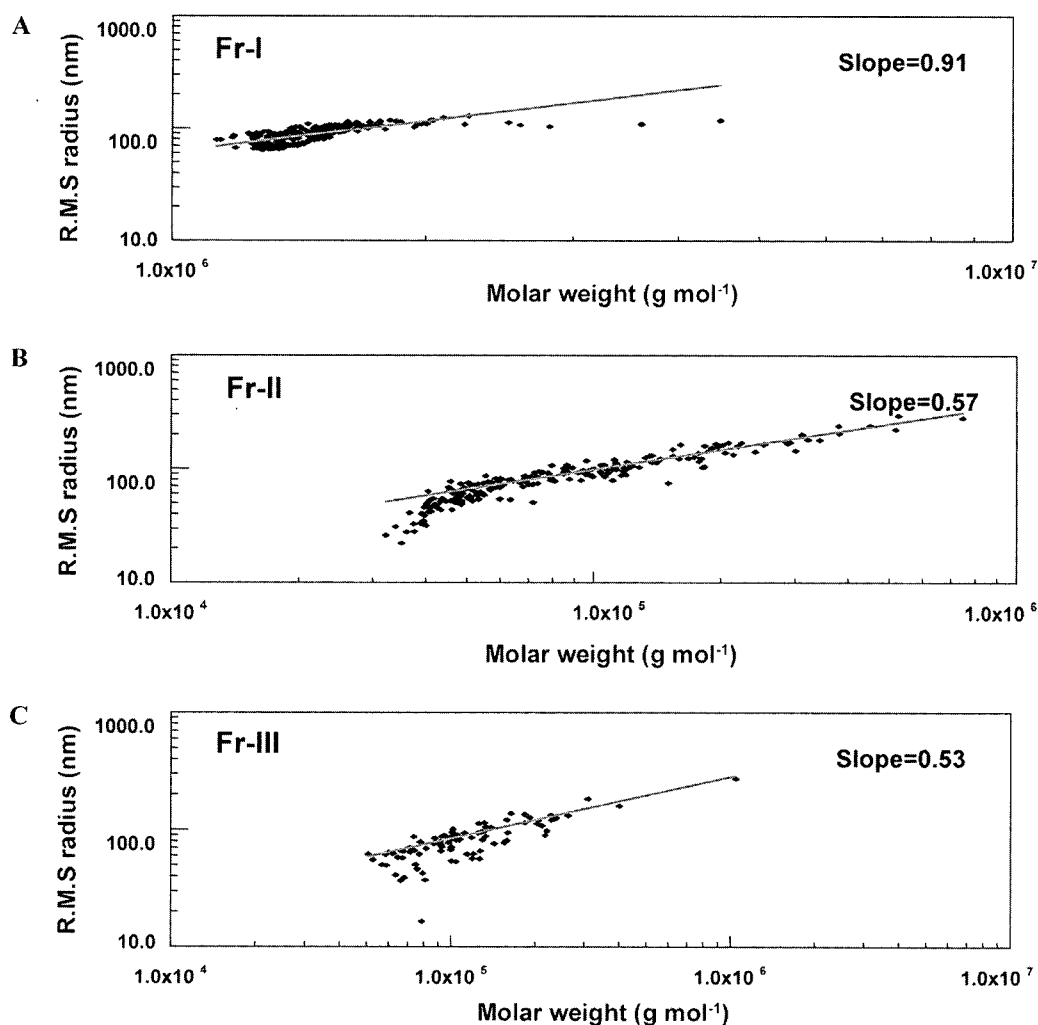 A
R.M.S radius (nm)
1000.0
100.0
10.0
Fr-I
Slope=0.91
1.0x10 6
1.0x10 7
Molar weight (g mol-1)
B
R.M.S radius (nm)
1000.0
100.0
10.0
Fr-II
Slope=0.57
1.0x10 4
1.0x10 5
1.0x10 6
Molar weight (g mol-1)
C
R.M.S radius (nm)
1000.0
100.0
10.0
Fr-III
Slope=0.53
1.0x10 4
1.0x10 5
1.0x10 6
1.0x10 7
Molar weight (g mol-1)